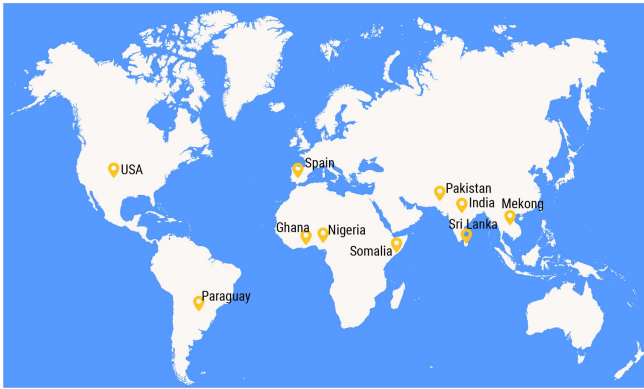 USA
Spain
Pakistan
India
Mekong
Sri Lanka
Ghana
Nigeria
Somalia
Paraguay